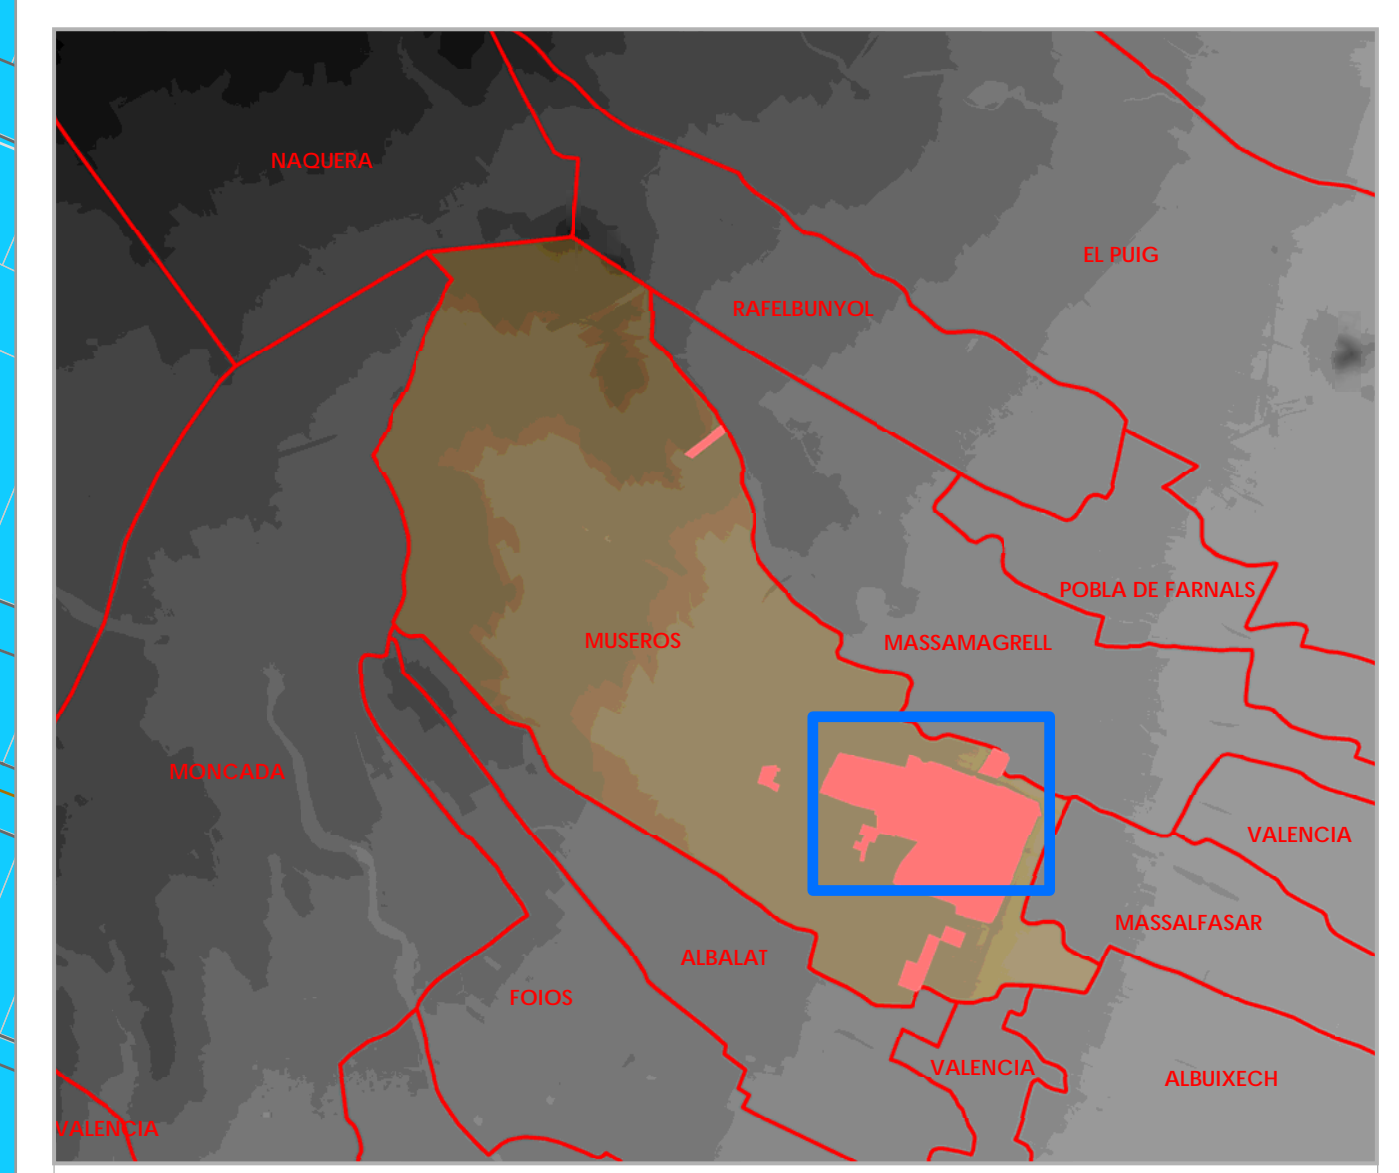 NAQUERA
EL PUIG
RAFELBUNYOL
POBLA DE FARNALS
MUSEROS
MASSAMAGRELL
MONCADA
VALENCIA
MASSALFASAR
ALBALAT
FOIOS
VALENCIA
ALBUIXECH
VALENCIA